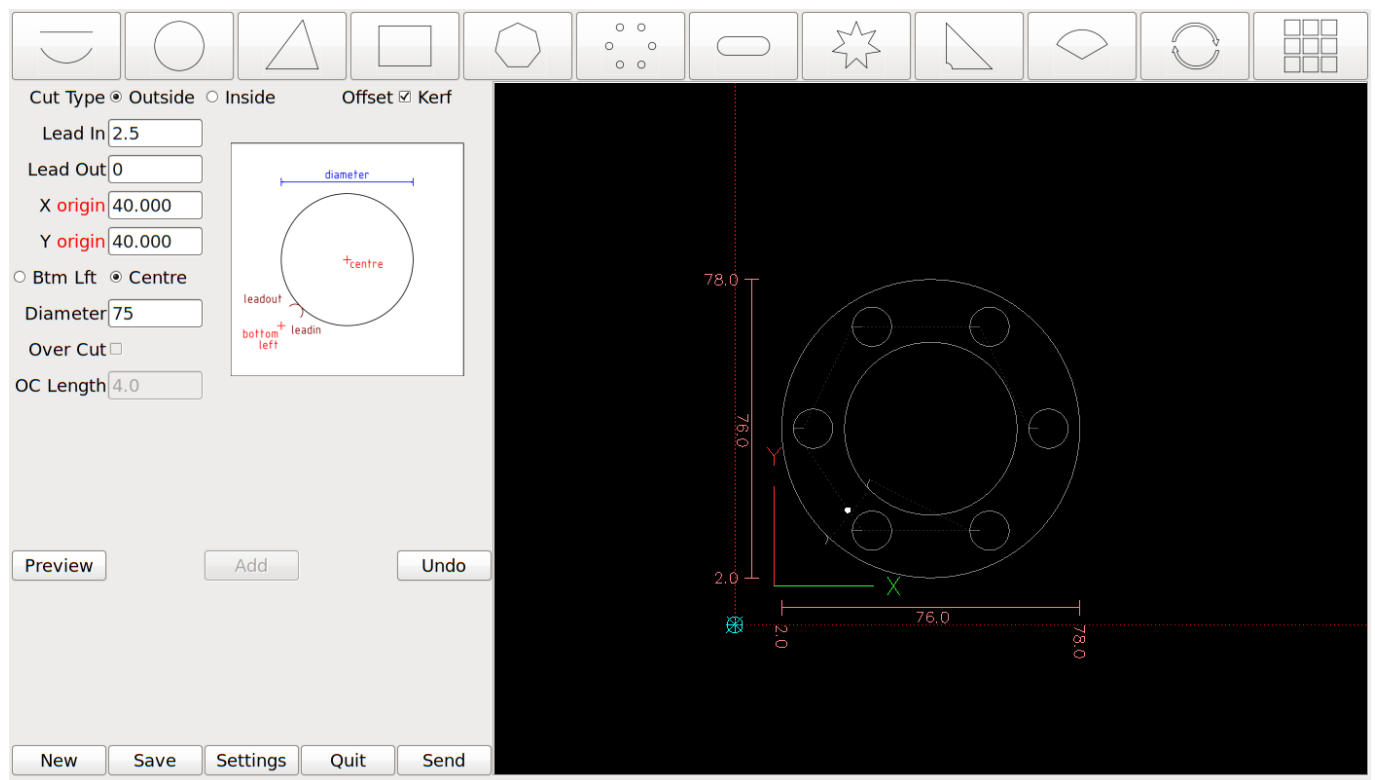 Cut Type Outside Inside Offset Kerf
Lead In 2.5
Lead Out 0
X origin 40.000
Y origin 40.000
Btm Lft Centre
Diameter 75
Over Cut
OC Length 4.0
diameter
centre
leadout
leadin
bottom
left
Preview Add Undo
New Save Settings Quit Send
78.0
76.0
Y
2.0
X
76.0
2.0
78.0